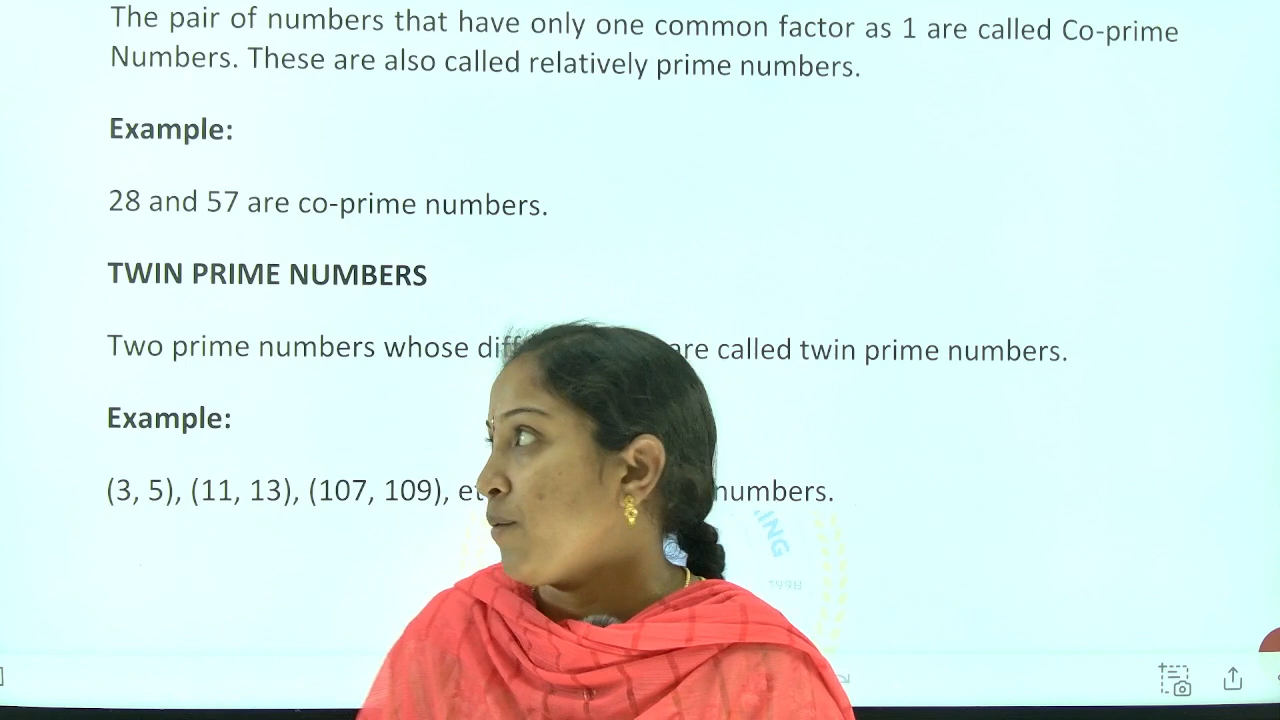 The pair of numbers that have only one common factor as 1 are called Co-prime
Numbers. These are also called relatively prime numbers.
Example:
28 and 57 are co-prime numbers.
TWIN PRIME NUMBERS
Two prime numbers whose are called twin prime numbers.
Example:
(3, 5), (11, 13), (107, 109), numbers.
1998